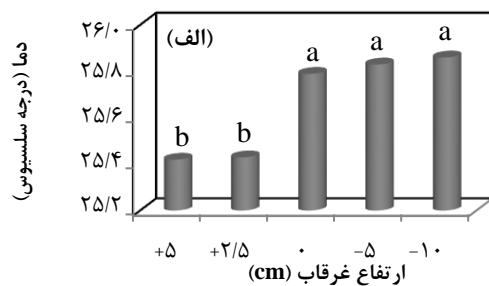 (الف)
دما (درجه سلسیوس)
۲۶/۰
۲۵/۸
۲۵/۶
۲۵/۴
۲۵/۲
b b a a a
+۵ +۲/۵ ۰ -۵ -۱۰
ارتفاع غرقاب (cm)